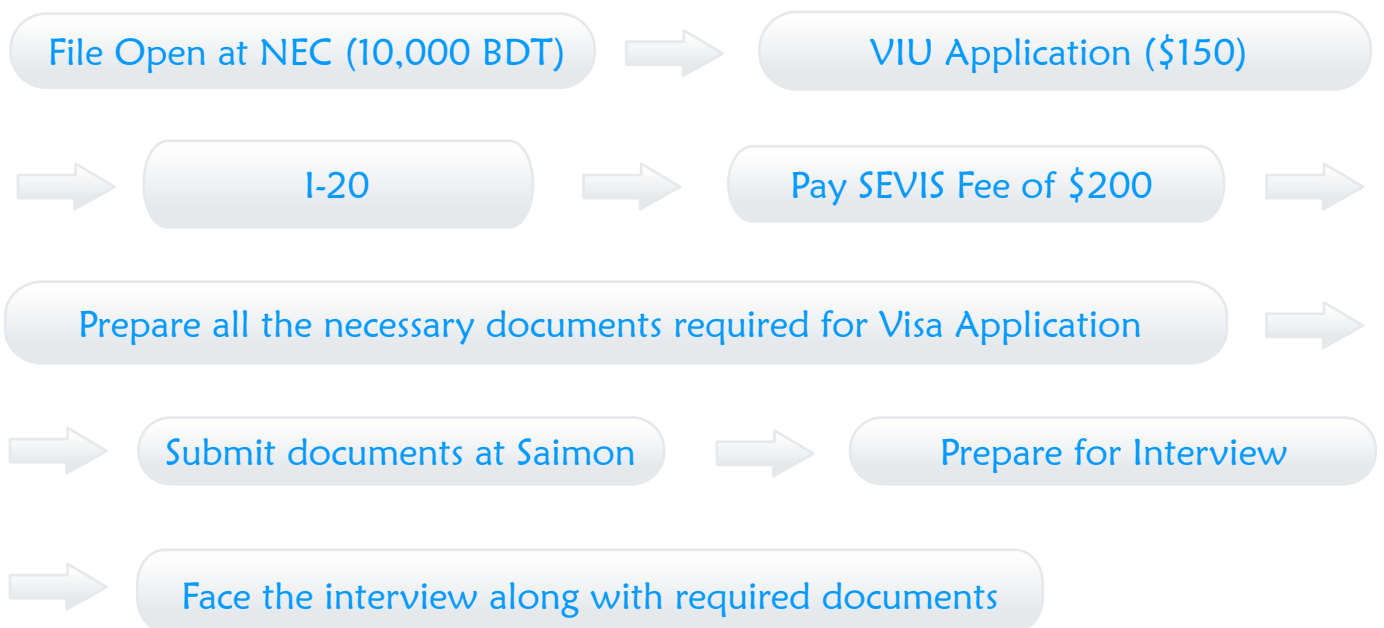 File Open at NEC (10,000 BDT)
VIU Application ($150)
I-20
Pay SEVIS Fee of $200
Prepare all the necessary documents required for Visa Application
Submit documents at Saimon
Prepare for Interview
Face the interview along with required documents